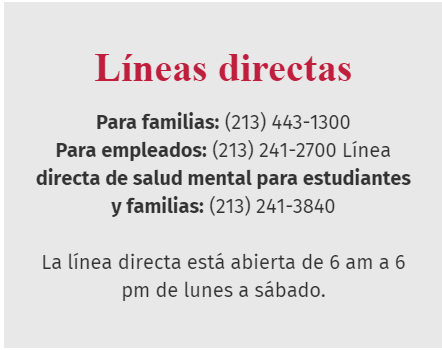 Líneas directas
Para familias: (213) 443-1300
Para empleados: (213) 241-2700 Línea
directa de salud mental para estudiantes
y familias: (213) 241-3840
La línea directa está abierta de 6 am a 6
pm de lunes a sábado.